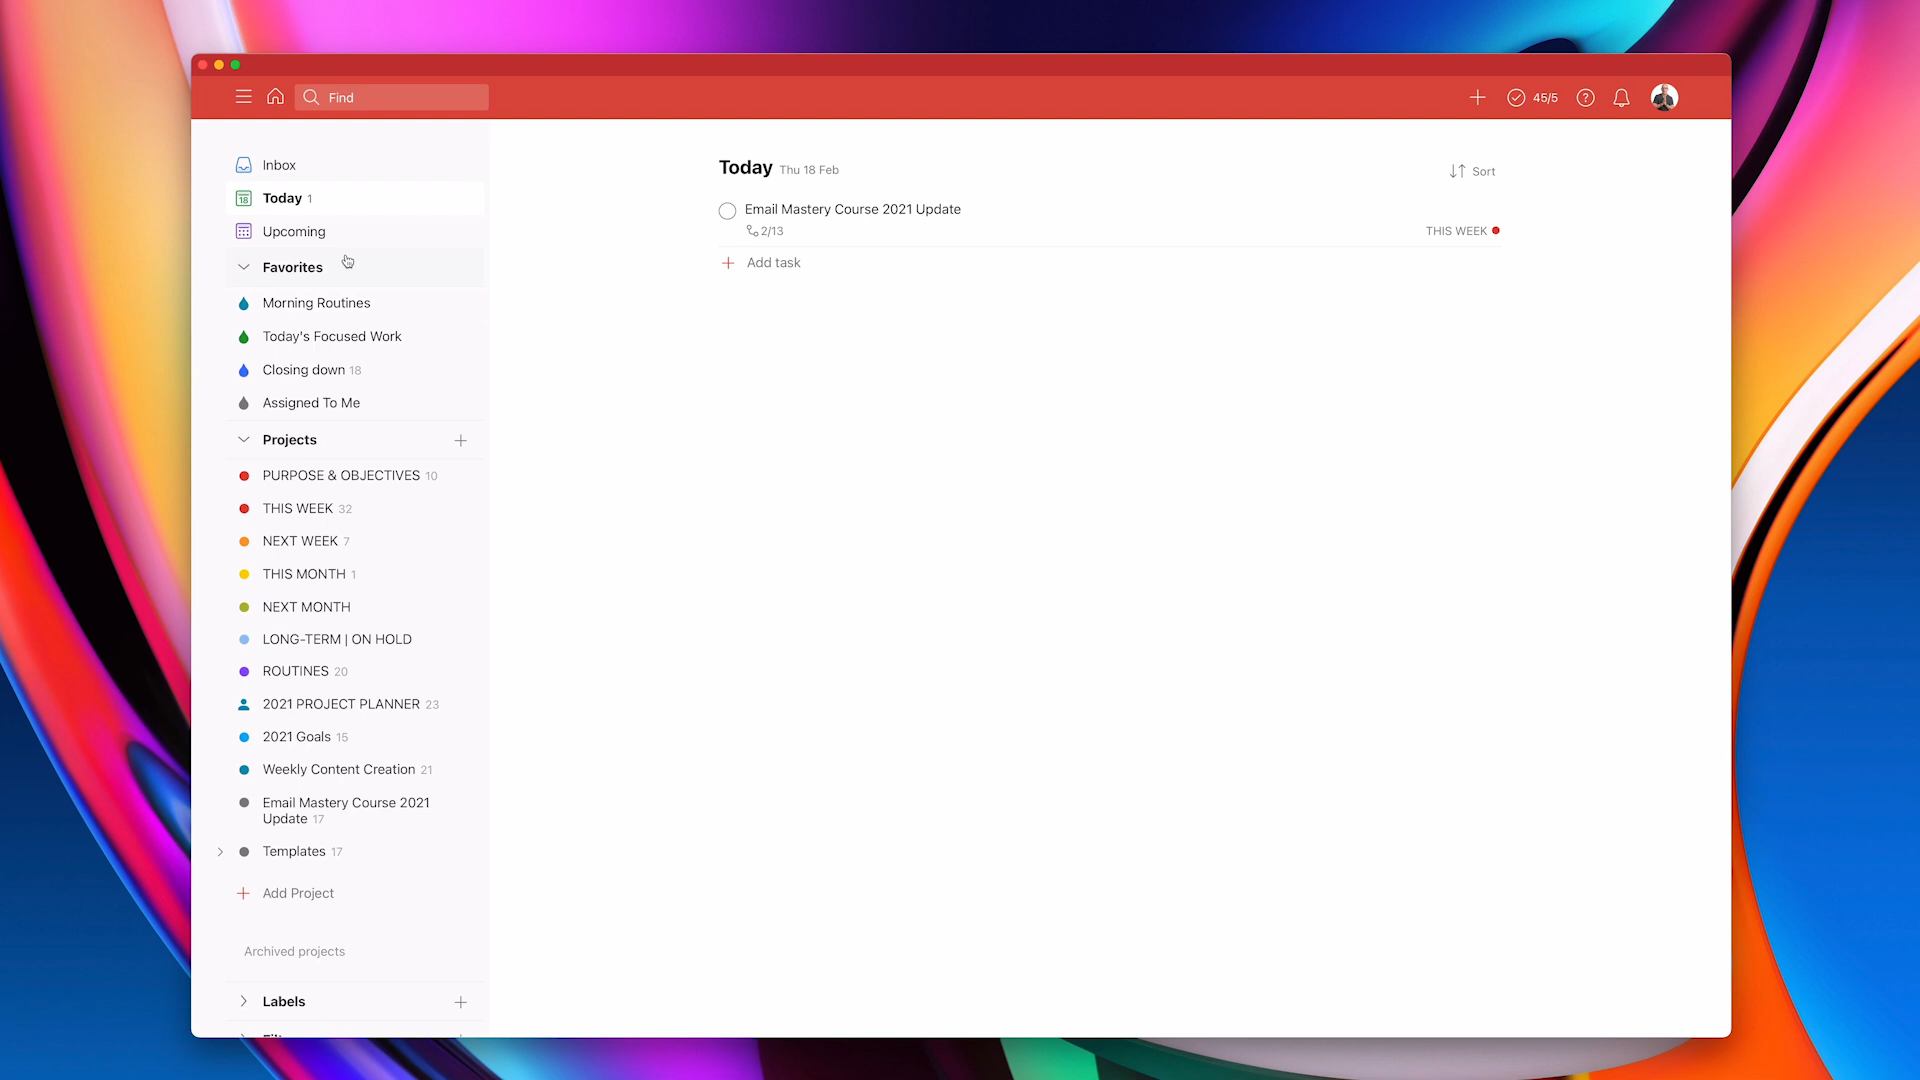 Find
45/5
Inbox
18
Today 1
Upcoming
Favorites
Morning Routines
Today's Focused Work
Closing down 18
Assigned To Me
Projects
PURPOSE & OBJECTIVES 10
THIS WEEK 32
NEXT WEEK 7
THIS MONTH 1
NEXT MONTH
LONG-TERM | ON HOLD
ROUTINES 20
2021 PROJECT PLANNER 23
2021 Goals 15
Weekly Content Creation 21
Email Mastery Course 2021
Update 17
Templates 17
Add Project
Archived projects
Labels
Today Thu 18 Feb
Sort
Email Mastery Course 2021 Update
2/13
THIS WEEK
Add task